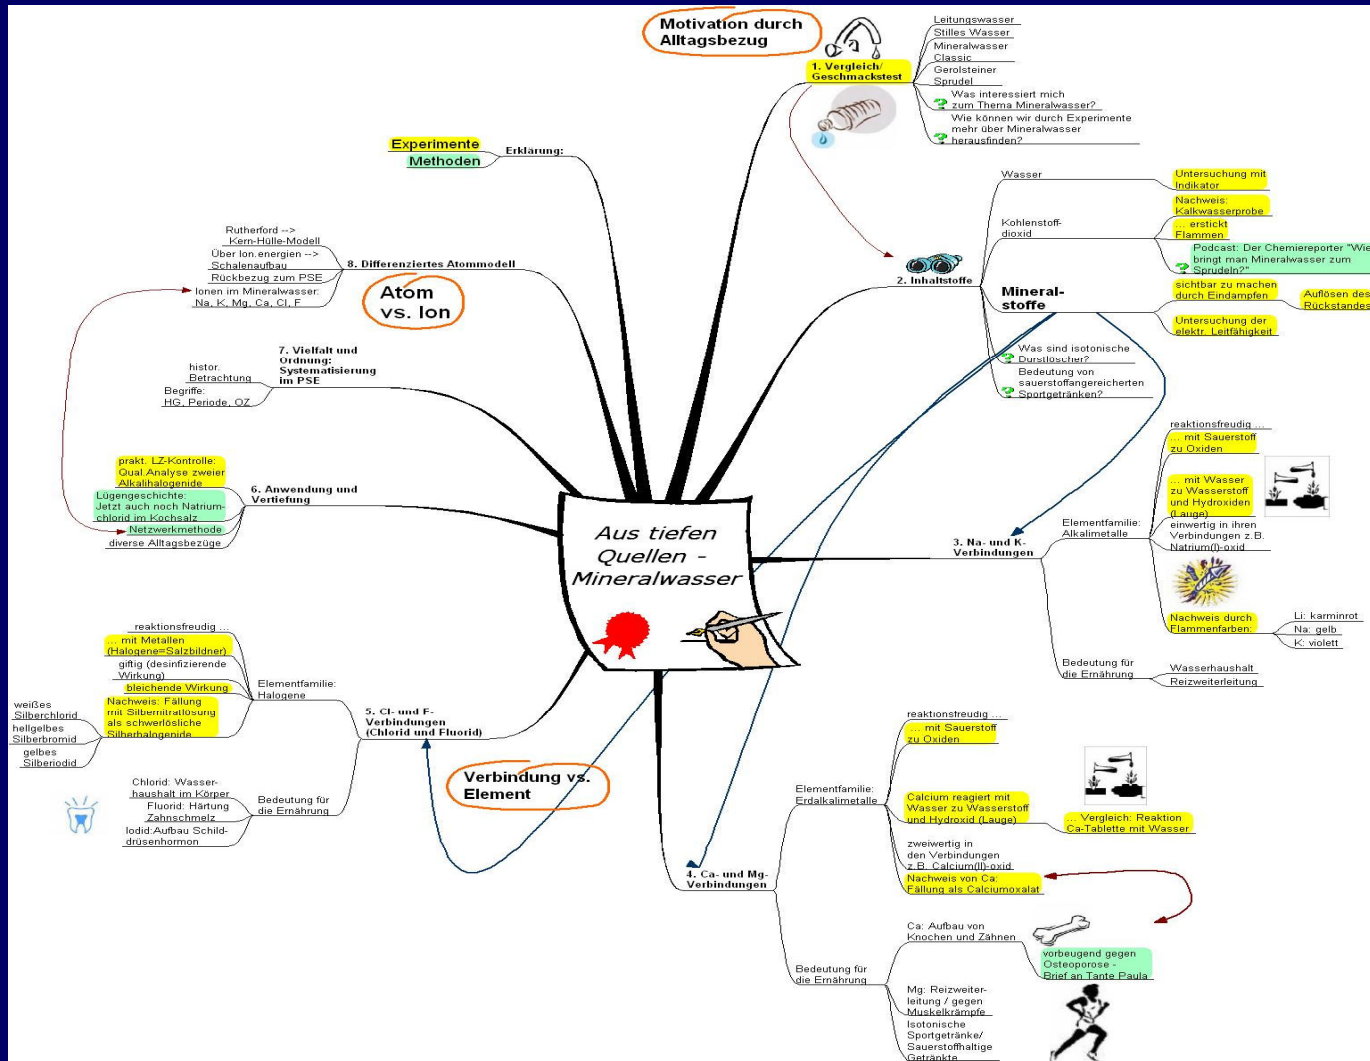 Motivation durch
Alltagsbezug
1. Vergleich/
Geschmackstest
Leitungswasser
Stilles Wasser
Mineralwasser
Classic
Gerolsteiner
Sprudel
Was interessiert mich
zum Thema Mineralwasser?
Wie können wir durch Experimente
mehr über Mineralwasser
herausfinden?
Experimente
Methoden
Erklärung:
2. Inhaltstoffe
Wasser
Untersuchung mit
Indikator
Kohlenstoff-
dioxid
Nachweis:
Kalkwasserprobe
... erstickt
Flammen
Podcast: Der Chemiereporter "Wie
bringt man Mineralwasser zum
Sprudeln?"
Mineral-
stoffe
sichtbar zu machen
durch Eindampfen
Auflösen des
Rückstandes
Untersuchung der
elektr. Leitfähigkeit
Was sind isotonische
Durstlöscher?
Bedeutung von
sauerstoffangereicherten
Sportgetränken?
Rutherford -->
Kern-Hülle-Modell
Über Ion.energien -->
Schalenaufbau
Rückbezug zum PSE
Ionen im Mineralwasser:
Na, K, Mg, Ca, Cl, F
8. Differenziertes Atommodell
Atom
vs. Ion
7. Vielfalt und
Ordnung:
Systematisierung
im PSE
histor.
Betrachtung
Begriffe:
HG, Periode, OZ
prakt. LZ-Kontrolle:
Qual.Analyse zweier
Alkalihalogenide
Lügengeschichte:
Jetzt auch noch Natrium-
chlorid im Kochsalz
Netzwerkmethode
diverse Alltagsbezüge
6. Anwendung und
Vertiefung
Aus tiefen
Quellen -
Mineralwasser
3. Na- und K-
Verbindungen
Elementfamilie:
Alkalimetalle
reaktionsfreudig ...
... mit Sauerstoff
zu Oxiden
... mit Wasser
zu Wasserstoff
und Hydroxiden
(Lauge)
einwertig in ihren
Verbindungen z.B.
Natrium(I)-oxid
Nachweis durch
Flammenfarben:
Li: karminrot
Na: gelb
K: violett
Bedeutung für
die Ernährung
Wasserhaushalt
Reizweiterleitung
reaktionsfreudig ...
... mit Metallen
(Halogene=Salzbildner)
giftig (desinfizierende
Wirkung)
bleichende Wirkung
Nachweis: Fällung
mit Silbernitratlösung
als schwerlösliche
Silberhalogenide
weißes
Silberchlorid
hellgelbes
Silberbromid
gelbes
Silberiodid
Elementfamilie:
Halogene
5. Cl- und F-
Verbindungen
(Chlorid und Fluorid)
Chlorid: Wasser-
haushalt im Körper
Fluorid: Härtung
Zahnschmelz
Iodid:Aufbau Schild-
drüsenhormon
Bedeutung für
die Ernährung
Verbindung vs.
Element
4. Ca- und Mg-
Verbindungen
Elementfamilie:
Erdalkalimetalle
reaktionsfreudig ...
... mit Sauerstoff
zu Oxiden
Calcium reagiert mit
Wasser zu Wasserstoff
und Hydroxid (Lauge)
... Vergleich: Reaktion
Ca-Tablette mit Wasser
zweiwertig in
den Verbindungen
z.B. Calcium(II)-oxid
Nachweis von Ca:
Fällung als Calciumoxalat
Bedeutung für
die Ernährung
Ca: Aufbau von
Knochen und Zähnen
vorbeugend gegen
Osteoporose -
Brief an Tante Paula
Mg: Reizweiter-
leitung / gegen
Muskelkrämpfe
Isotonische
Sportgetränke/
Sauerstoffhaltige
Getränkte